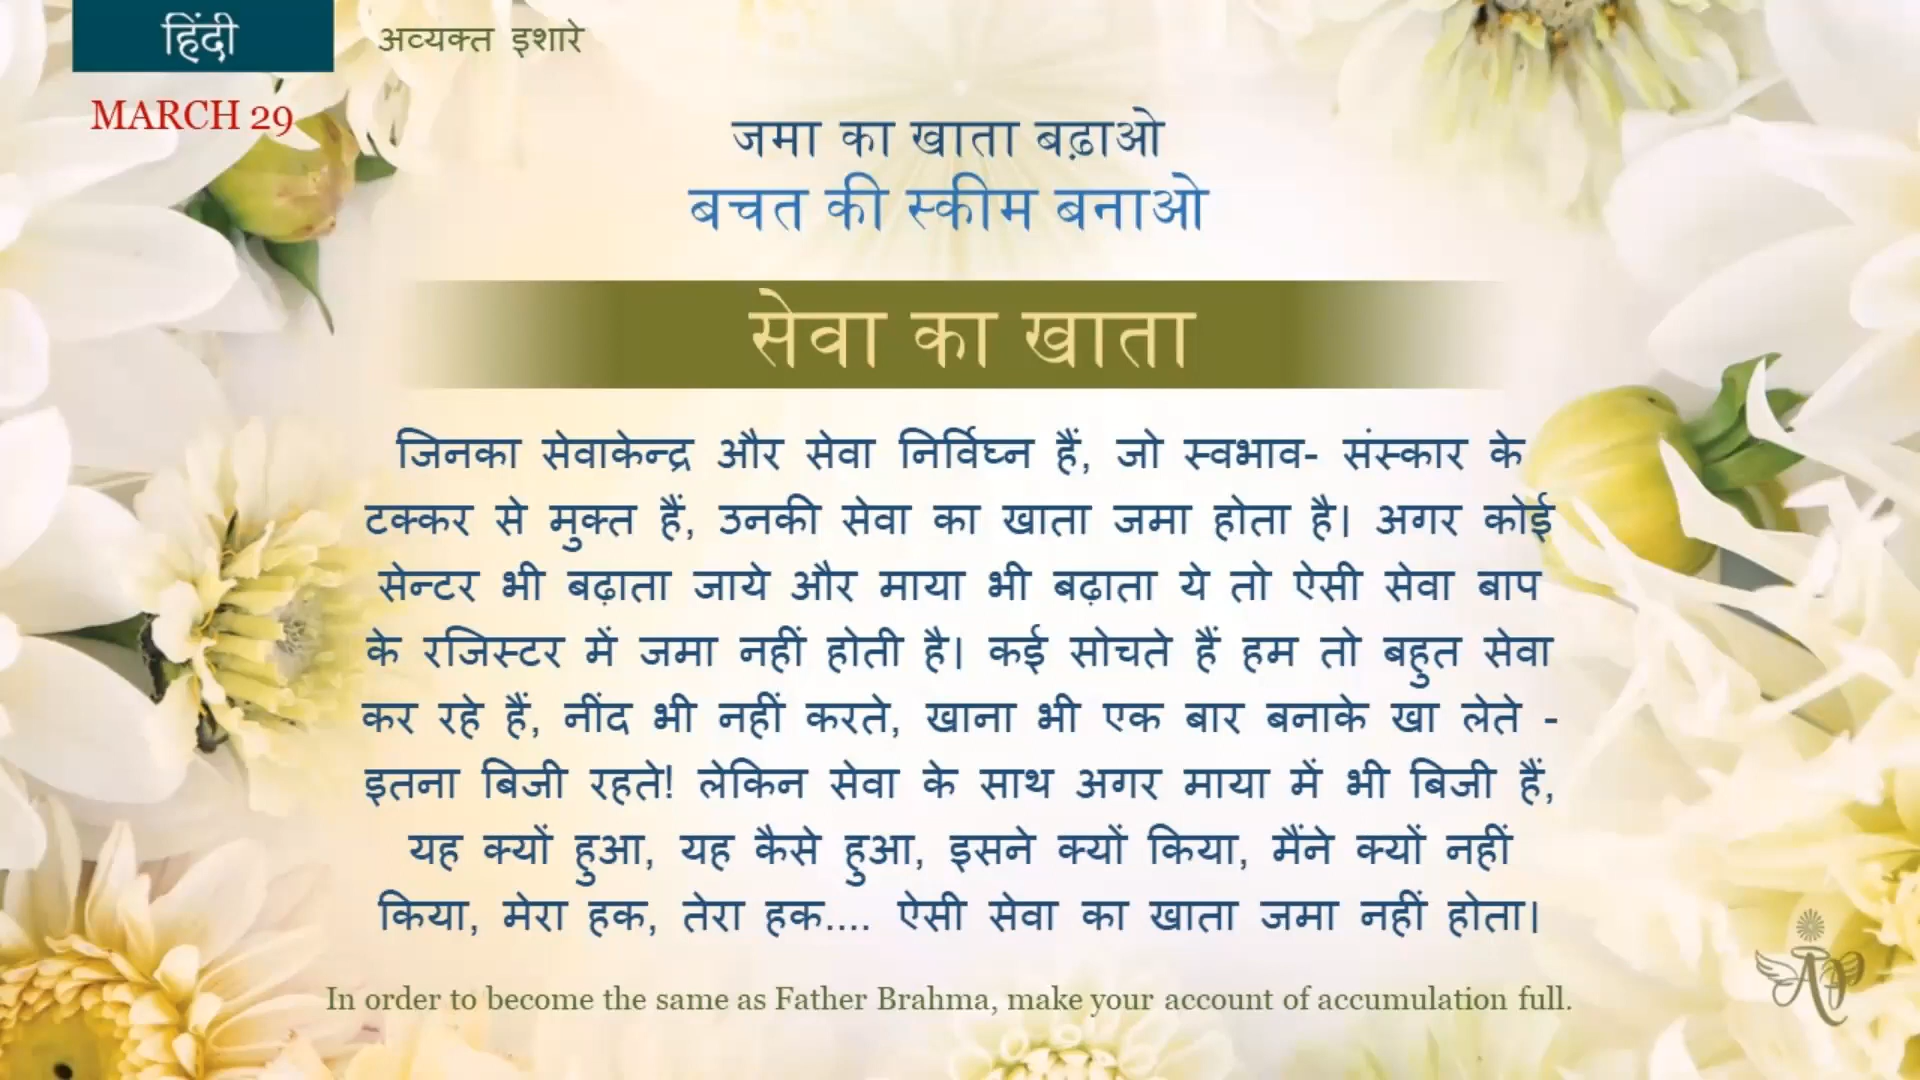 हिंदी
अव्यक्त इशारे
MARCH 29
जमा का खाता बढ़ाओ
बचत की स्कीम बनाओ
सेवा का खाता
जिनका सेवाकेन्द्र और सेवा निर्विघ्न हैं, जो स्वभाव- संस्कार के
टक्कर से मुक्त हैं, उनकी सेवा का खाता जमा होता है। अगर कोई
सेन्टर भी बढ़ाता जाये और माया भी बढ़ाता ये तो ऐसी सेवा बाप
के रजिस्टर में जमा नहीं होती है। कई सोचते हैं हम तो बहुत सेवा
कर रहे हैं, नींद भी नहीं करते, खाना भी एक बार बनाके खा लेते -
इतना बिजी रहते! लेकिन सेवा के साथ अगर माया में भी बिजी हैं,
यह क्यों हुआ, यह कैसे हुआ, इसने क्यों किया, मैंने क्यों नहीं
किया, मेरा हक, तेरा हक.... ऐसी सेवा का खाता जमा नहीं होता।
In order to become the same as Father Brahma, make your account of accumulation full.